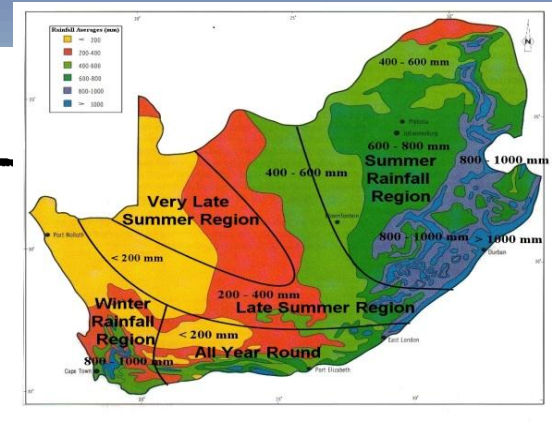 Rainfall Averages (mm)
< 200
200-400
400-600
600-800
800-1000
> 1000
N
400 - 600 mm
Pretoria
Johannesburg
600 - 800 mm
Summer
Rainfall
Region
800 - 1000 mm
400 - 600 mm
Very Late
Summer Region
Bloemfontein
Port Nolloth
800 - 1000 mm
> 1000 mm
Durban
< 200 mm
200 - 400 mm
Late Summer Region
Winter
Rainfall
Region
< 200 mm
All Year Round
East London
800 - 1000 mm
Cape Town
Port Elizabeth